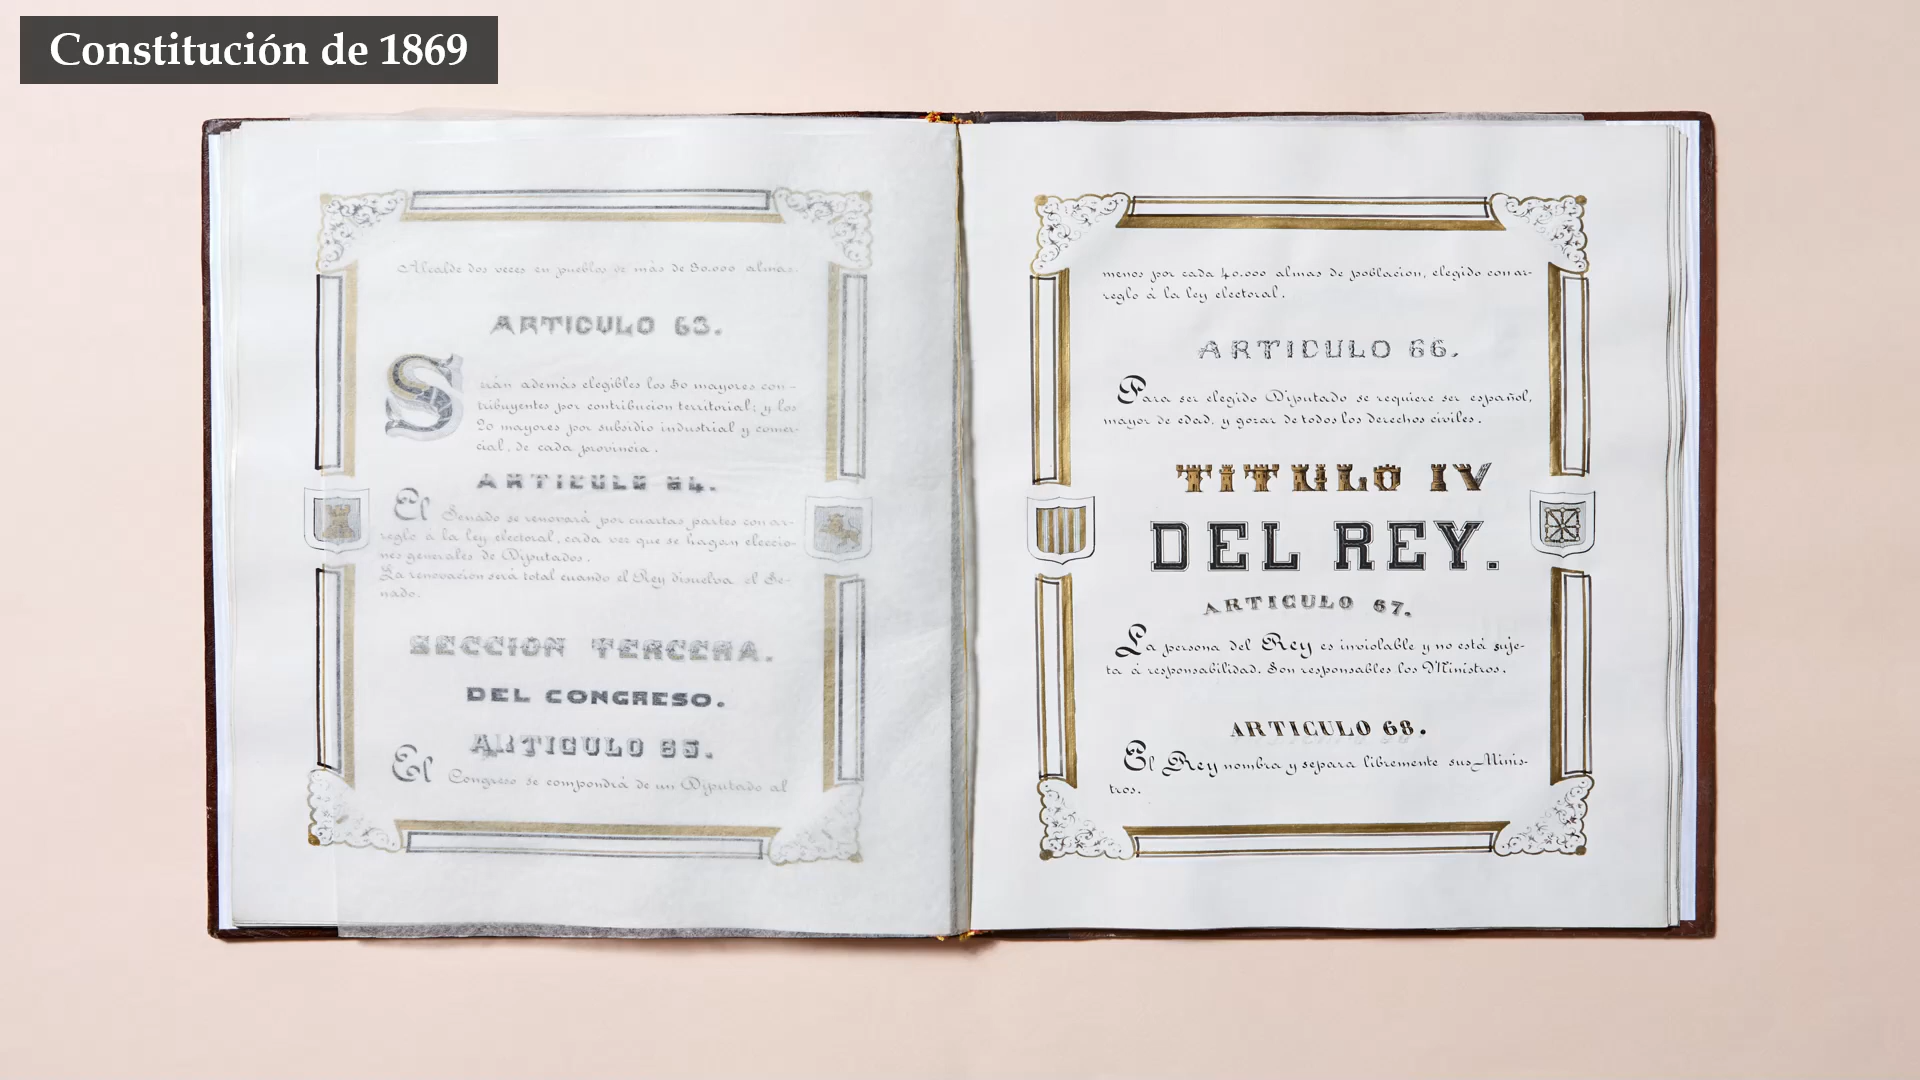 Constitución de 1869
Alcalde dos veces en pueblos de más de 30.000 almas.
ARTICULO 63.
Serán además elegibles los 50 mayores con-
tribuyentes por contribucion territorial; y los
20 mayores por subsidio industrial y comer-
cial, de cada provincia.
ARTICULO 64.
El Senado se renovará por cuartas partes con ar-
reglo á la ley electoral, cada vez que se hagan eleccio-
nes generales de Diputados.
La renovacion será total cuando el Rey disuelva el Se-
nado.
SECCION TERCERA.
DEL CONGRESO.
ARTICULO 65.
El Congreso se compondrá de un Diputado al
menos por cada 40.000 almas de poblacion, elegido con ar-
reglo á la ley electoral.
ARTICULO 66.
Para ser elegido Diputado se requiere ser español,
mayor de edad, y gozar de todos los derechos civiles.
TITULO IV
DEL REY.
ARTICULO 67.
La persona del Rey es inviolable y no está suje-
ta á responsabilidad. Son responsables los Ministros.
ARTICULO 68.
El Rey nombra y separa libremente sus Minis-
tros.